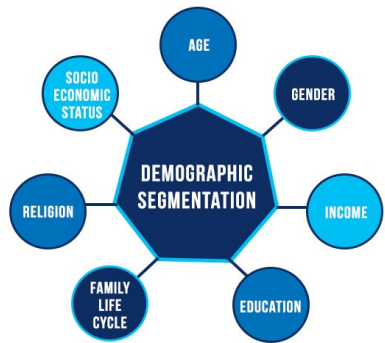 AGE
GENDER
INCOME
EDUCATION
FAMILY
LIFE
CYCLE
RELIGION
SOCIO
ECONOMIC
STATUS
DEMOGRAPHIC
SEGMENTATION